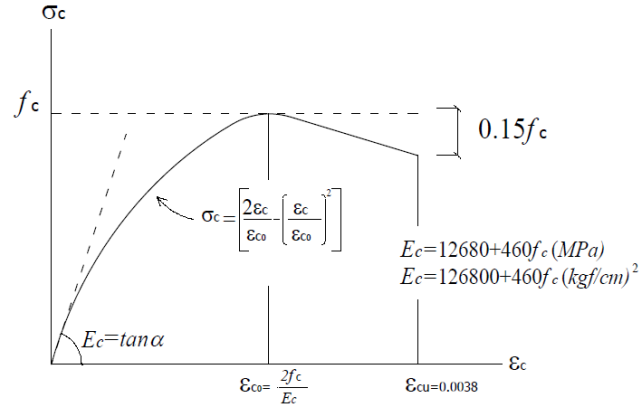 σc
fc
0.15fc
σc=[2εc/εc0-(εc/εc0)²]
Ec=12680+460fc(MPa)
Ec=126800+460fc(kgf/cm)²
Ec=tanα
εc
εc0= 2fc/Ec
εcu=0.0038